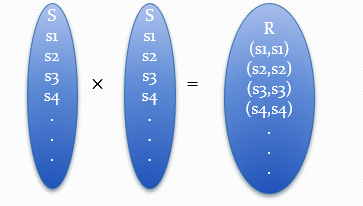 S
s1
s2
s3
s4
.
.
.
×
S
s1
s2
s3
s4
.
.
.
=
R
(s1,s1)
(s2,s2)
(s3,s3)
(s4,s4)
.
.
.